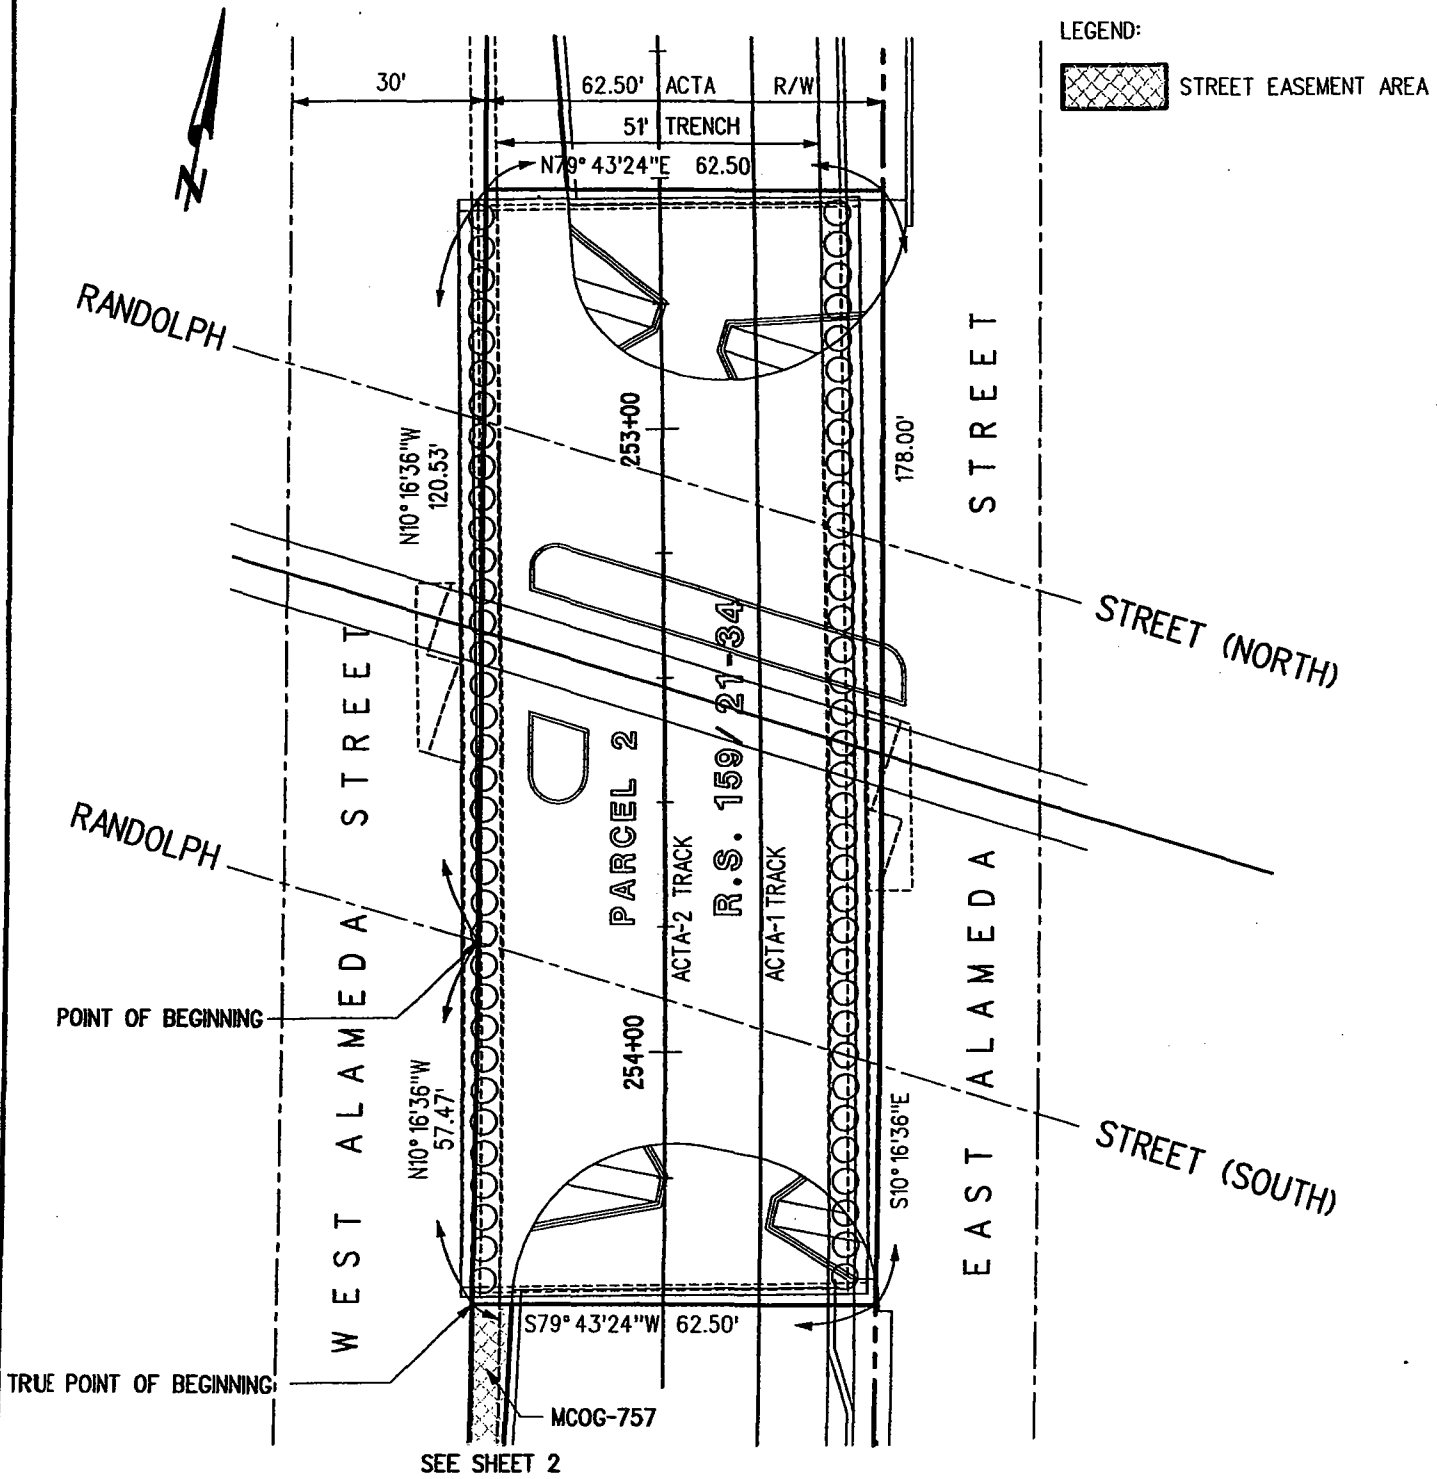 LEGEND:
STREET EASEMENT AREA
30'
62.50' ACTA R/W
51' TRENCH
N79°43'24"E 62.50
N
RANDOLPH
STREET (NORTH)
253+00
N10°16'36"W
120.53'
178.00'
EAST ALAMEDA STREET
WEST ALAMEDA STREET
PARCEL 2
R.S. 159/21-34
ACTA-2 TRACK
ACTA-1 TRACK
RANDOLPH
STREET (SOUTH)
POINT OF BEGINNING
254+00
N10°16'36"W
57.47'
S10°16'36"E
S79°43'24"W 62.50'
TRUE POINT OF BEGINNING
MCOG-757
SEE SHEET 2